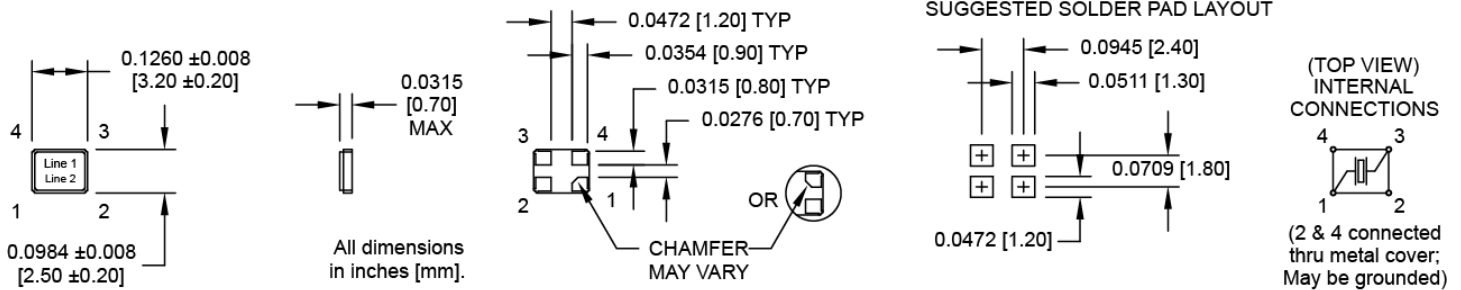 0.1260 ±0.008
[3.20 ±0.20]
4
3
Line 1
Line 2
1
2
0.0984 ±0.008
[2.50 ±0.20]
0.0315
[0.70]
MAX
All dimensions
in inches [mm].
0.0472 [1.20] TYP
0.0354 [0.90] TYP
0.0315 [0.80] TYP
0.0276 [0.70] TYP
3
4
2
1
OR
CHAMFER
MAY VARY
SUGGESTED SOLDER PAD LAYOUT
0.0945 [2.40]
0.0511 [1.30]
0.0709 [1.80]
0.0472 [1.20]
(TOP VIEW)
INTERNAL
CONNECTIONS
4
3
1
2
(2 & 4 connected
thru metal cover;
May be grounded)